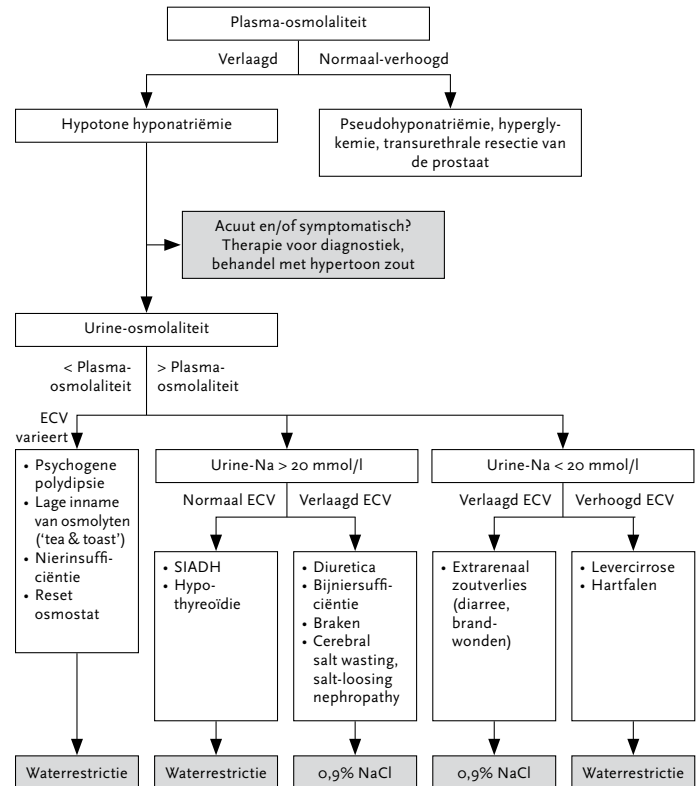 Plasma-osmolaliteit
Verlaagd
Normaal-verhoogd
Hypotone hyponatriëmie
Pseudohyponatriëmie, hypergly-
kemie, transurethrale resectie van
de prostaat
Acuut en/of symptomatisch?
Therapie voor diagnostiek,
behandel met hypertoon zout
Urine-osmolaliteit
< Plasma-
osmolaliteit
> Plasma-
osmolaliteit
ECV
varieert
• Psychogene
polydipsie
• Lage inname
van osmolyten
(‘tea & toast’)
• Nierinsuffi-
ciëntie
• Reset
osmostat
Urine-Na > 20 mmol/l
Normaal ECV
Verlaagd ECV
• SIADH
• Hypo-
thyreoïdie
• Diuretica
• Bijniersuffi-
ciëntie
• Braken
• Cerebral
salt wasting,
salt-loosing
nephropathy
Urine-Na < 20 mmol/l
Verlaagd ECV
Verhoogd ECV
• Extrarenaal
zoutverlies
(diarree,
brand-
wonden)
• Levercirrose
• Hartfalen
Waterrestrictie
Waterrestrictie
0,9% NaCl
0,9% NaCl
Waterrestrictie